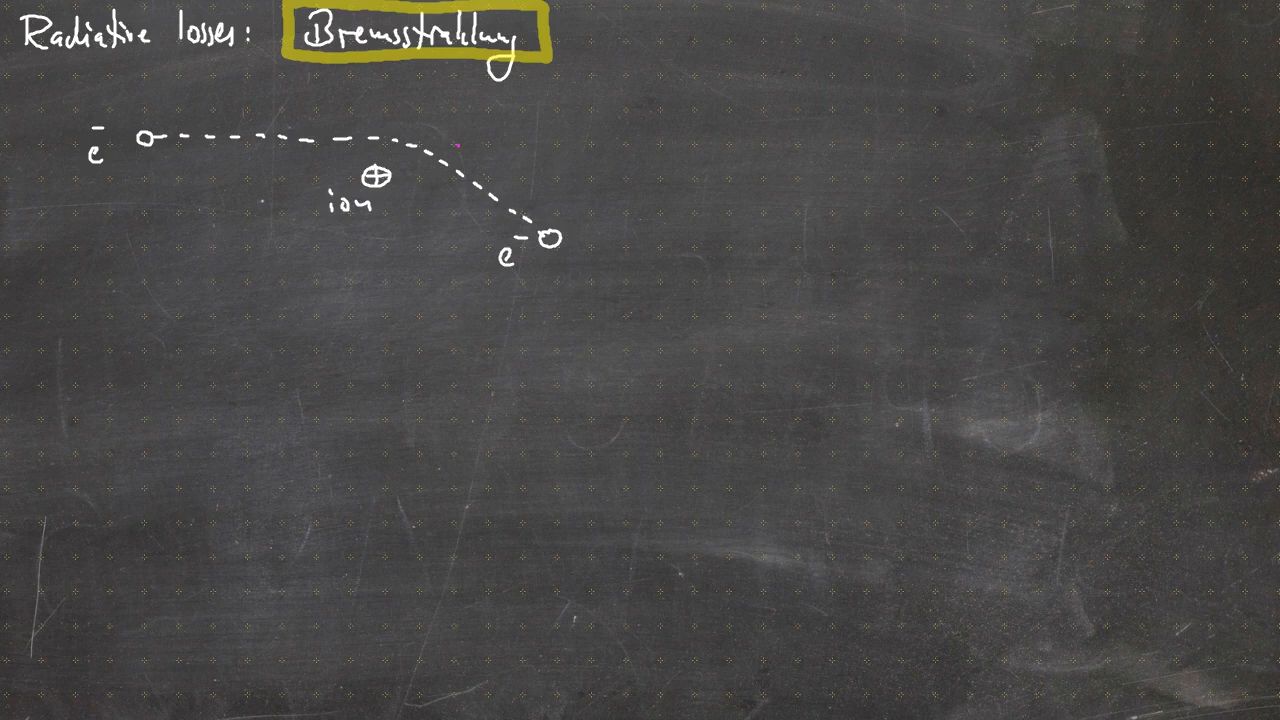 Radiative losses: Bremsstrahlung
e⁻
⊕
ion
e⁻